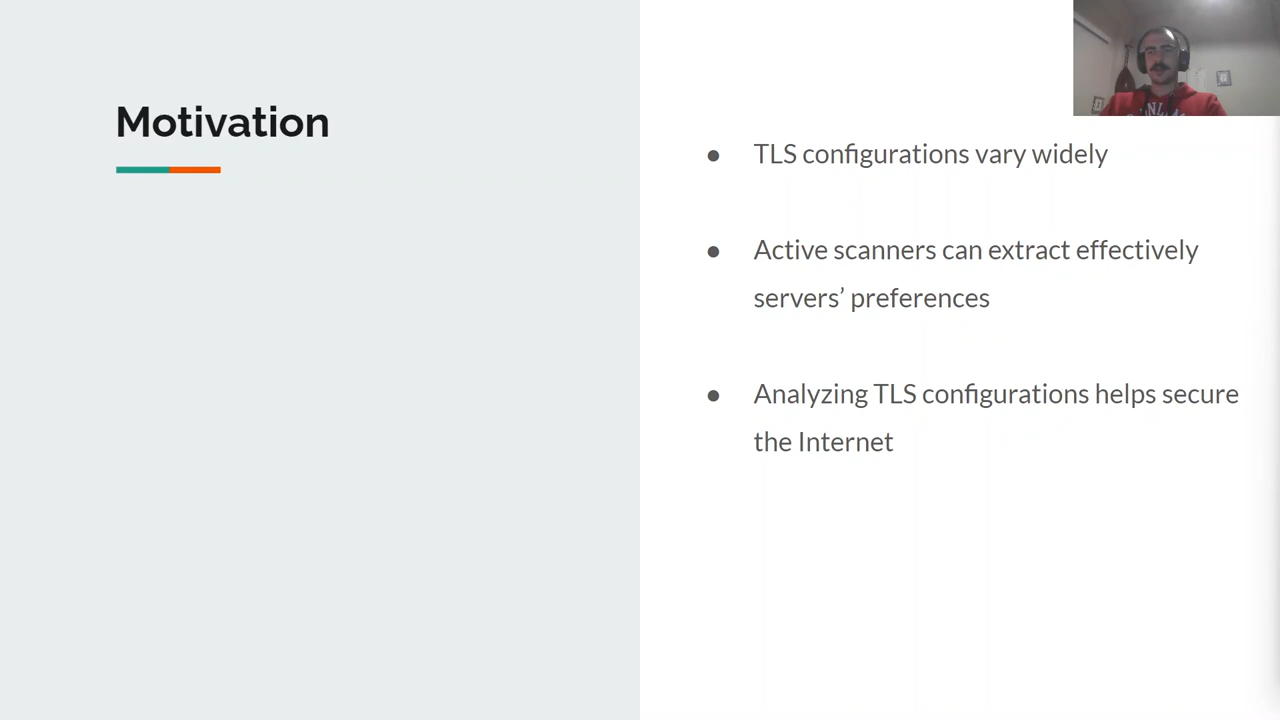 Motivation
TLS configurations vary widely
Active scanners can extract effectively
servers’ preferences
Analyzing TLS configurations helps secure
the Internet